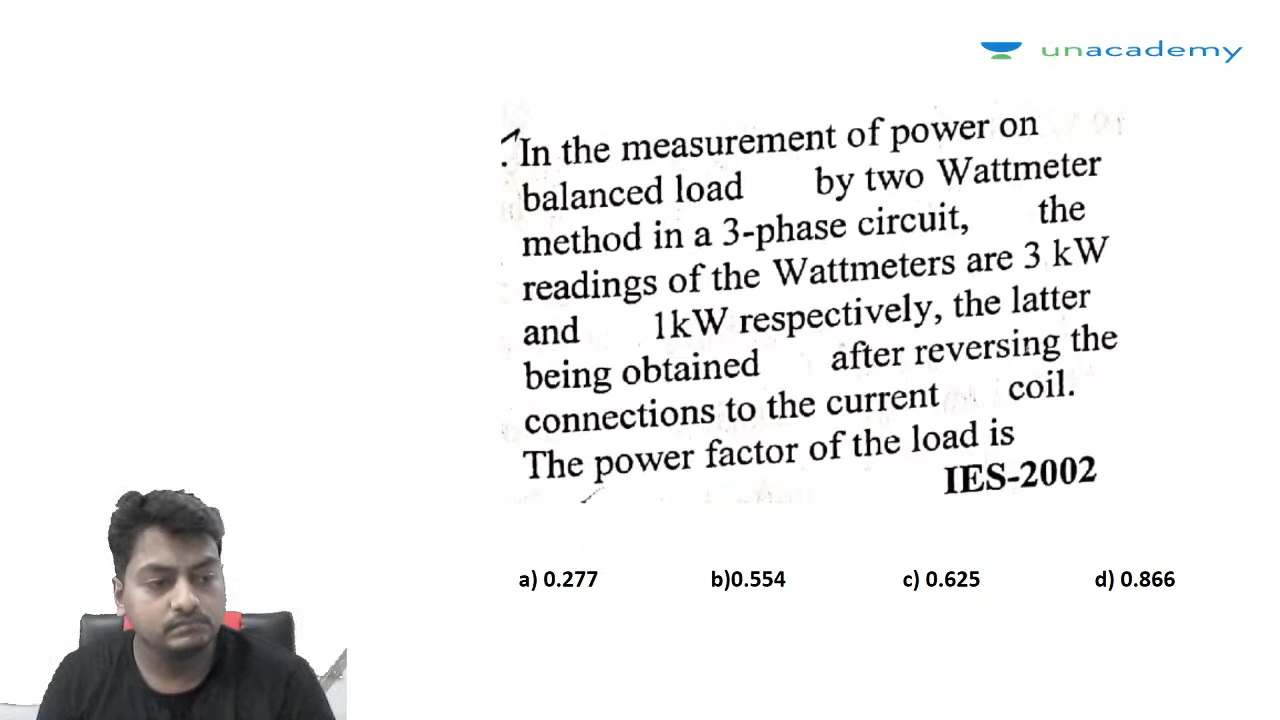 unacademy
. In the measurement of power on
balanced load by two Wattmeter
method in a 3-phase circuit, the
readings of the Wattmeters are 3 kW
and 1kW respectively, the latter
being obtained after reversing the
connections to the current coil.
The power factor of the load is
IES-2002
a) 0.277 b)0.554 c) 0.625 d) 0.866